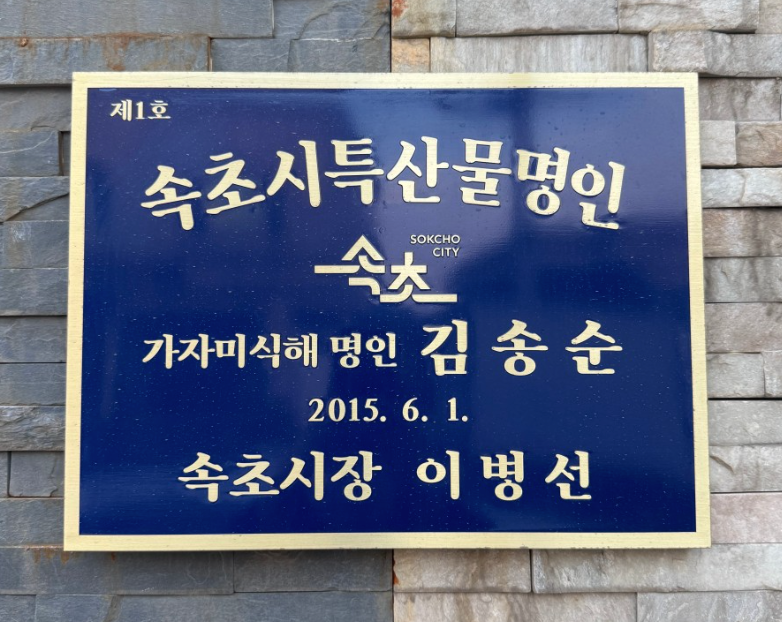 제1호
속초시특산물명인
SOKCHO
CITY
속초
가자미식해 명인 김송순
2015. 6. 1.
속초시장 이병선